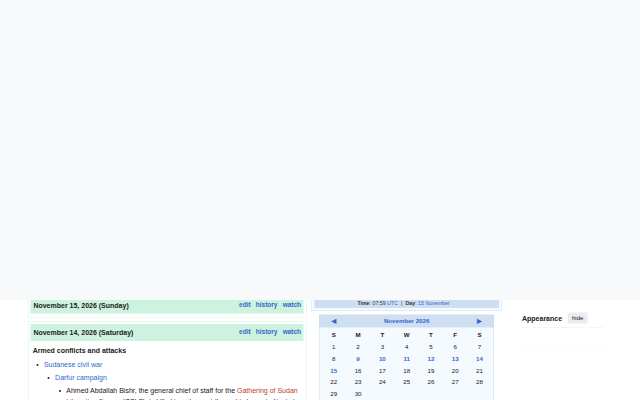 November 15, 2026 (Sunday) edit history watch
November 14, 2026 (Saturday) edit history watch
Armed conflicts and attacks
• Sudanese civil war
• Darfur campaign
• Ahmed Abdallah Bishr, the general chief of staff for the Gathering of Sudan
Time: 07:59 UTC | Day: 15 November
◀ November 2026 ▶
S M T W T F S
1 2 3 4 5 6 7
8 9 10 11 12 13 14
15 16 17 18 19 20 21
22 23 24 25 26 27 28
29 30
Appearance hide